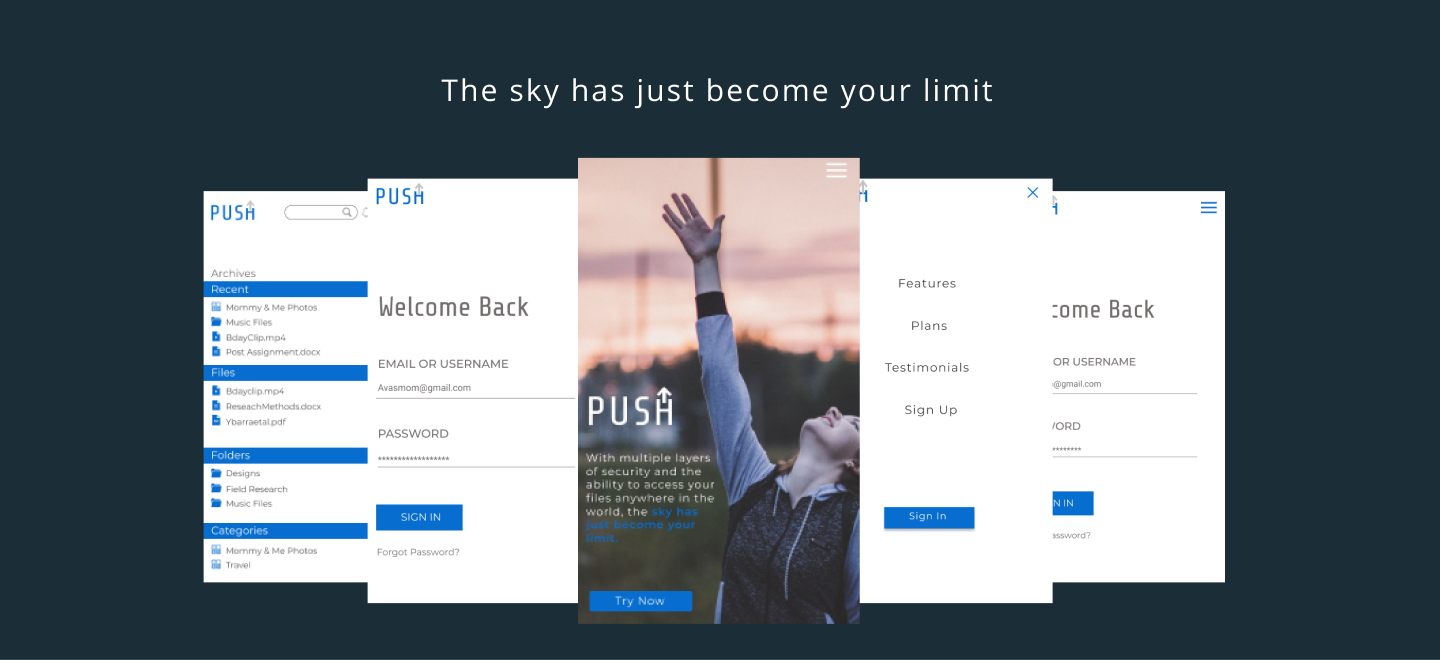 The sky has just become your limit
PUSH
Archives
Recent
Mommy & Me Photos
Music Files
BdayClip.mp4
Post Assignment.docx
Files
Bdayclip.mp4
ReseachMethods.docx
Ybarraetal.pdf
Folders
Designs
Field Research
Music Files
Categories
Mommy & Me Photos
Travel
PUSH
Welcome Back
EMAIL OR USERNAME
Avasmom@gmail.com
PASSWORD
******************
SIGN IN
Forgot Password?
PUSH
With multiple layers
of security and the
ability to access your
files anywhere in the
world, the sky has
just become your
limit.
Try Now
H
Features
Plans
Testimonials
Sign Up
Sign In
H
come Back
OR USERNAME
@gmail.com
WORD
********
N IN
assword?